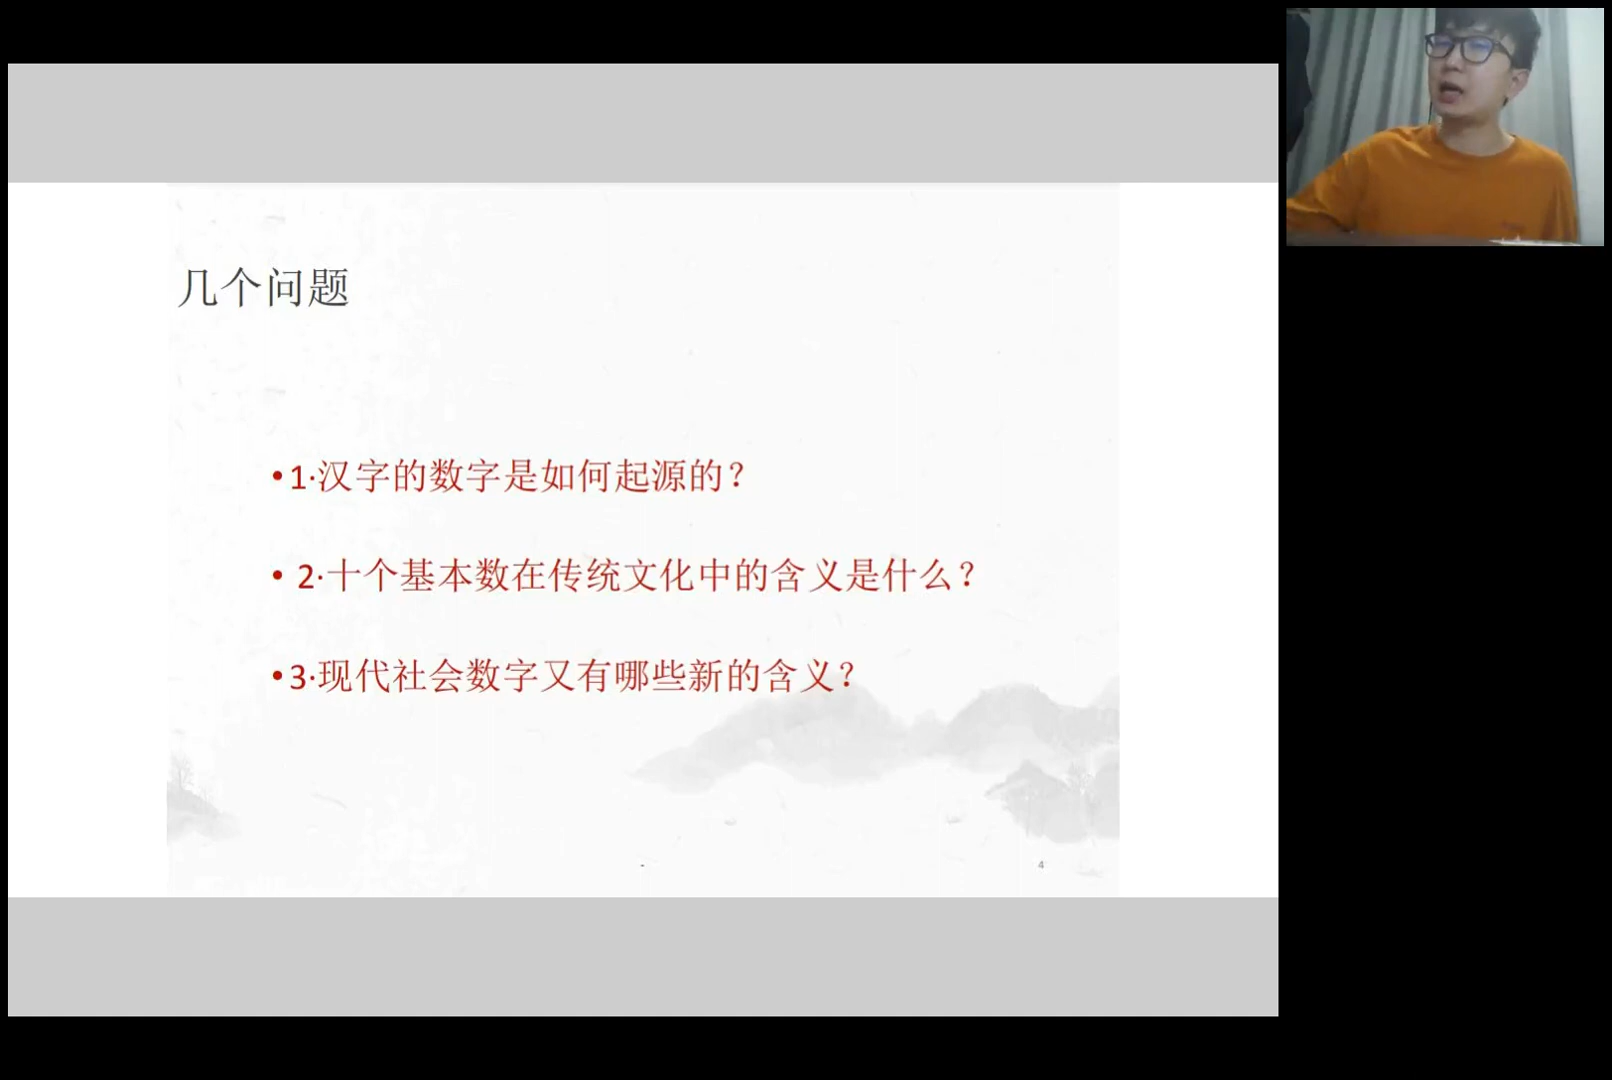 几个问题
•1·汉字的数字是如何起源的？
• 2·十个基本数在传统文化中的含义是什么？
•3·现代社会数字又有哪些新的含义？
4